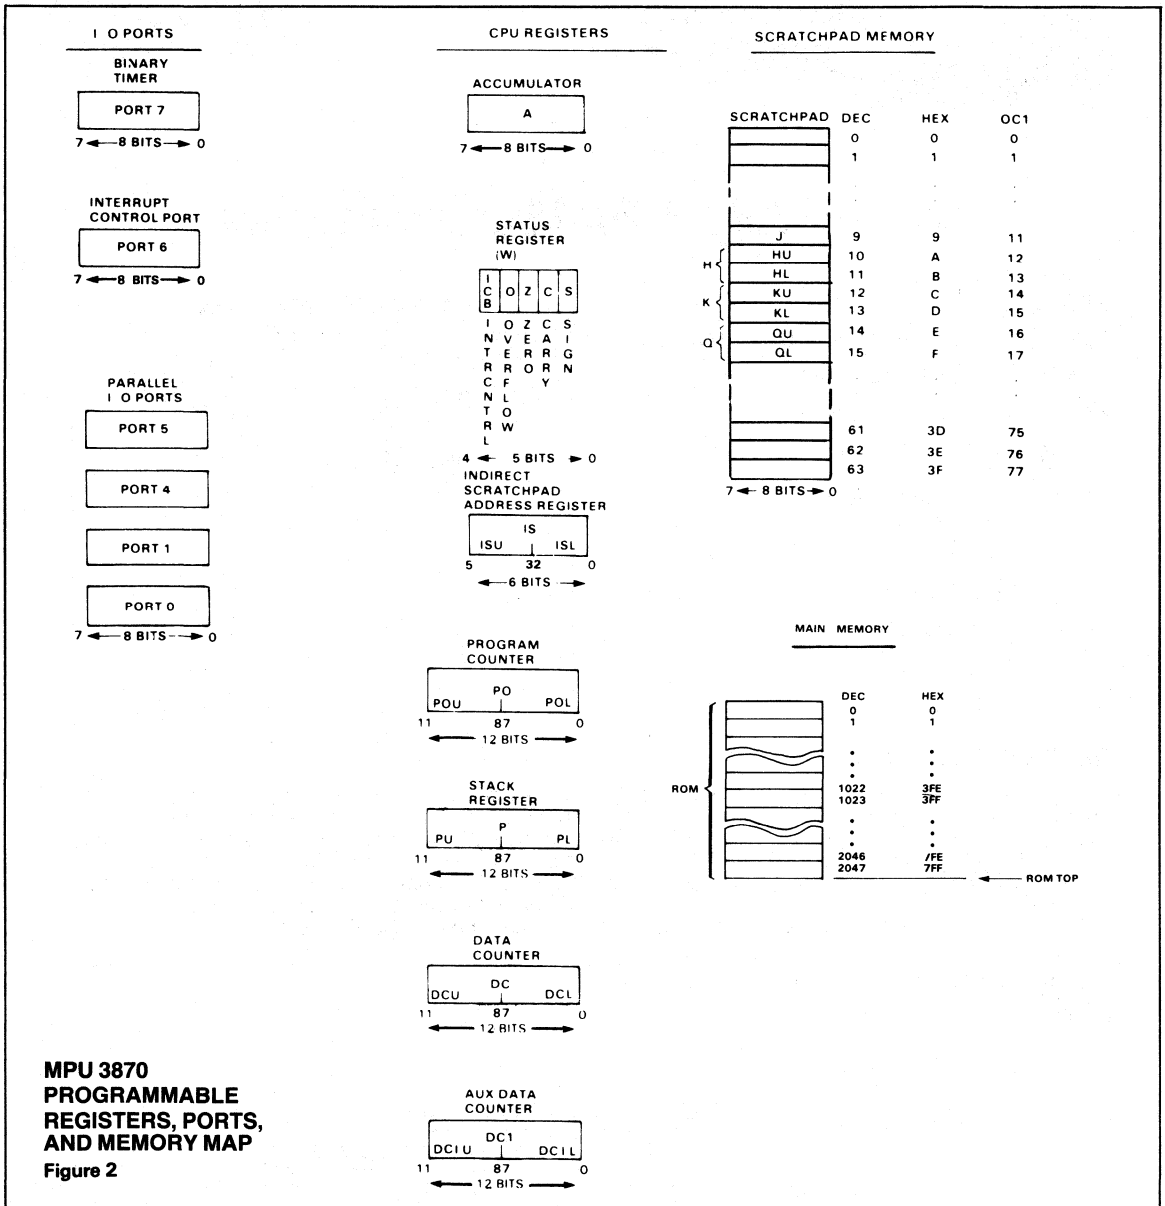 I O PORTS
BINARY
TIMER
PORT 7
7 8 BITS 0
INTERRUPT
CONTROL PORT
PORT 6
7 8 BITS 0
PARALLEL
I O PORTS
PORT 5
PORT 4
PORT 1
PORT 0
7 8 BITS 0
CPU REGISTERS
ACCUMULATOR
A
7 8 BITS 0
STATUS
REGISTER
(W)
ICB O Z C S
INTRCNTRL
OVERFLOW
ZERO
CARRY
SIGN
4 5 BITS 0
INDIRECT
SCRATCHPAD
ADDRESS REGISTER
IS
ISU ISL
5 32 0
6 BITS
PROGRAM
COUNTER
PO
POU POL
11 87 0
12 BITS
STACK
REGISTER
P
PU PL
11 87 0
12 BITS
DATA
COUNTER
DC
DCU DCL
11 87 0
12 BITS
AUX DATA
COUNTER
DC1
DC1U DC1L
11 87 0
12 BITS
SCRATCHPAD MEMORY
SCRATCHPAD DEC HEX OC1
0 0 0
1 1 1
J 9 9 11
H
HU 10 A 12
HL 11 B 13
K
KU 12 C 14
KL 13 D 15
Q
QU 14 E 16
QL 15 F 17
61 3D 75
62 3E 76
63 3F 77
7 8 BITS 0
MAIN MEMORY
DEC HEX
0 0
1 1
ROM
1022 3FE
1023 3FF
2046 7FE
2047 7FF
ROM TOP
MPU 3870
PROGRAMMABLE
REGISTERS, PORTS,
AND MEMORY MAP
Figure 2